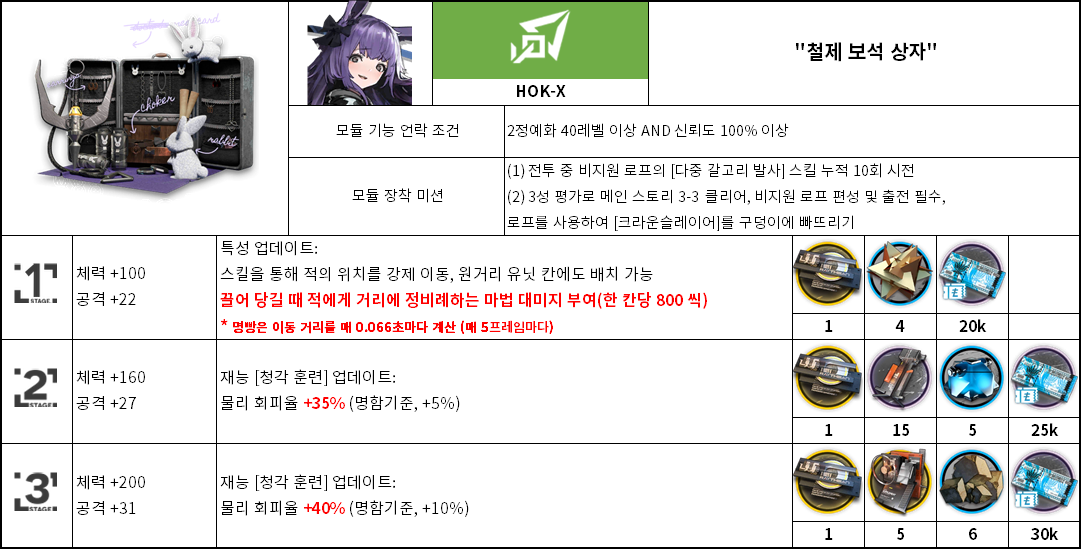 choker
rabbit
HOK-X
"철제 보석 상자"
모듈 기능 언락 조건
2정예화 40레벨 이상 AND 신뢰도 100% 이상
모듈 장착 미션
(1) 전투 중 비지원 로프의 [다중 갈고리 발사] 스킬 누적 10회 시전
(2) 3성 평가로 메인 스토리 3-3 클리어, 비지원 로프 편성 및 출전 필수,
로프를 사용하여 [크라운슬레이어]를 구덩이에 빠뜨리기
1
STAGE
체력 +100
공격 +22
특성 업데이트:
스킬을 통해 적의 위치를 강제 이동, 원거리 유닛 칸에도 배치 가능
끌어 당길 때 적에게 거리에 정비례하는 마법 대미지 부여(한 칸당 800 씩)
* 명빵은 이동 거리를 매 0.066초마다 계산 (매 5프레임마다)
1
4
20k
2
STAGE
체력 +160
공격 +27
재능 [청각 훈련] 업데이트:
물리 회피율 +35% (명함기준, +5%)
1
15
5
25k
3
STAGE
체력 +200
공격 +31
재능 [청각 훈련] 업데이트:
물리 회피율 +40% (명함기준, +10%)
1
5
6
30k